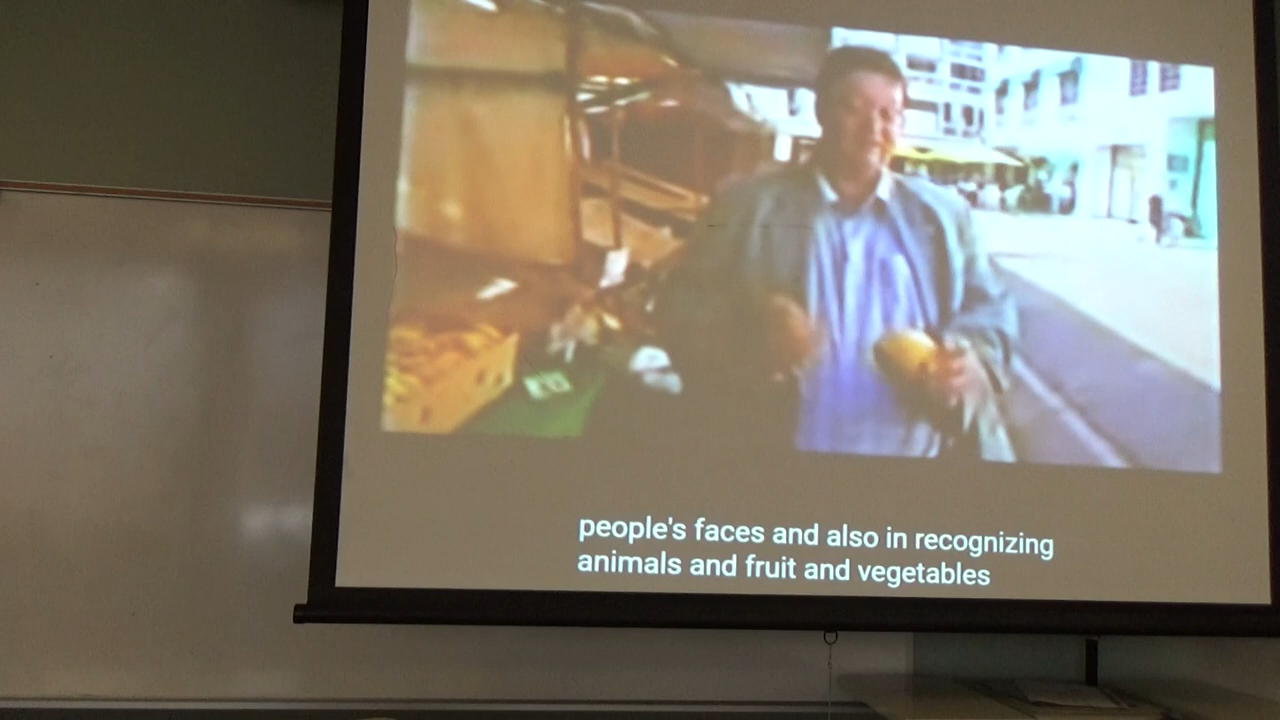 people's faces and also in recognizing
animals and fruit and vegetables